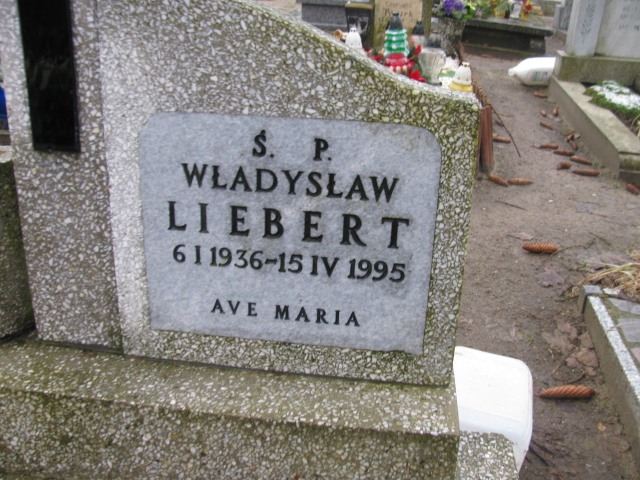 Ś. P.
WŁADYSŁAW
LIEBERT
6 I 1936-15 IV 1995
AVE MARIA